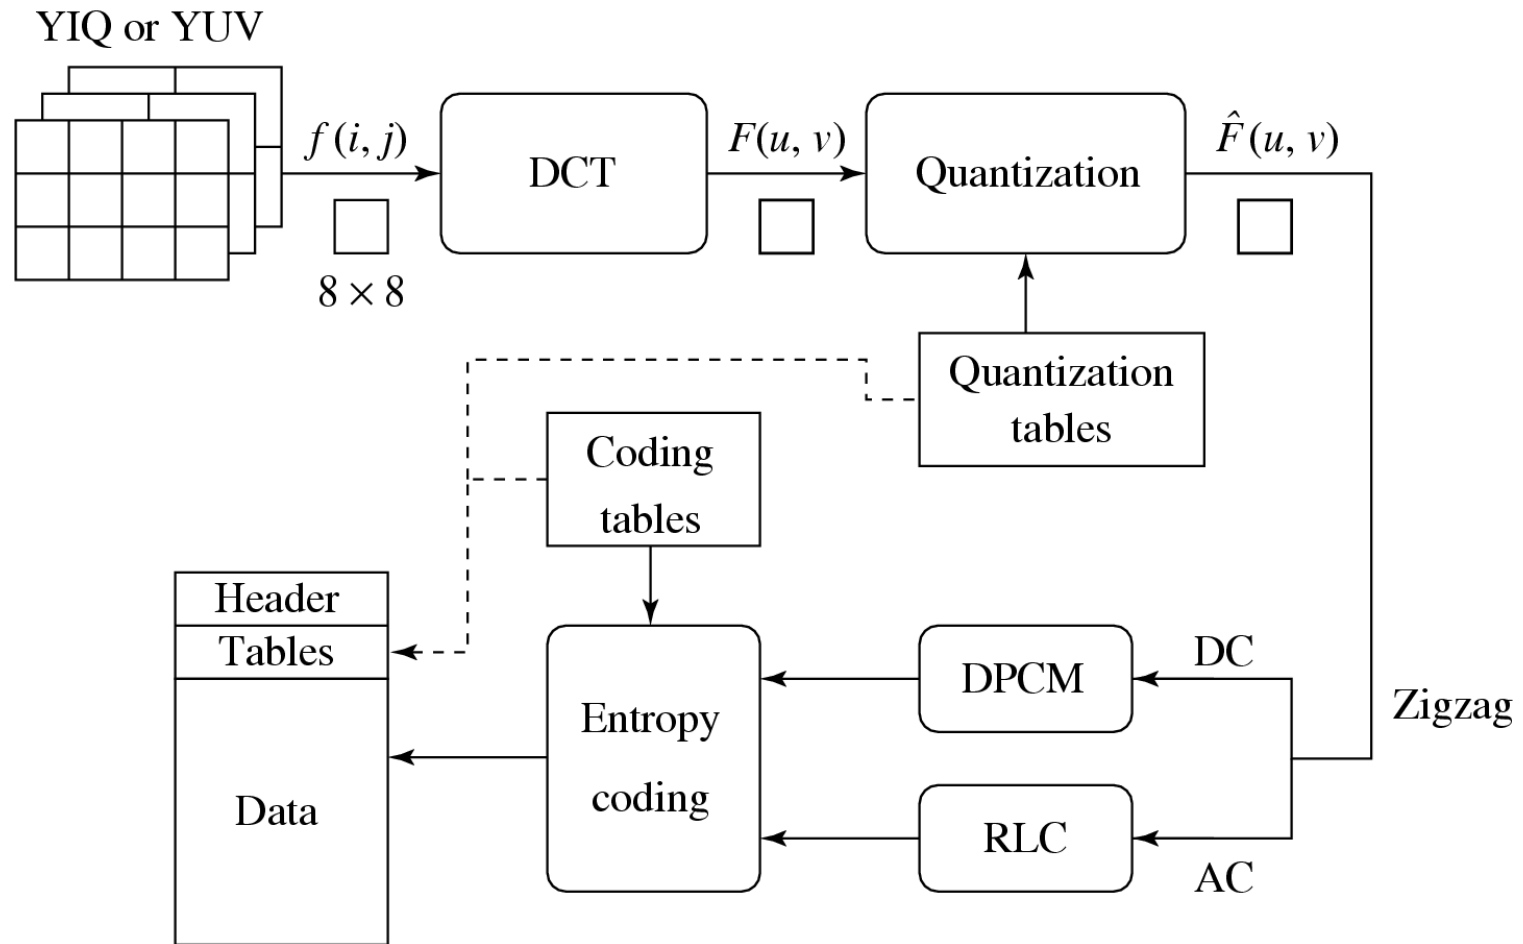 YIQ or YUV
f(i, j)
8 × 8
DCT
F(u, v)
Quantization
F̂(u, v)
Quantization
tables
Coding
tables
Header
Tables
Data
Entropy
coding
DPCM
DC
RLC
AC
Zigzag